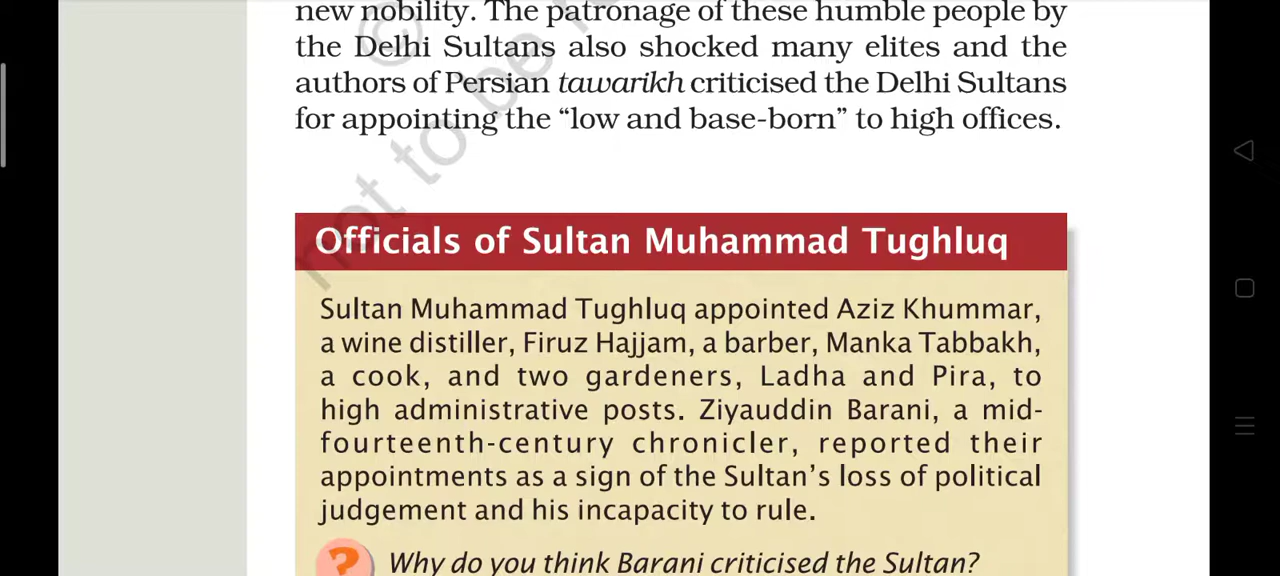 new nobility. The patronage of these humble people by
the Delhi Sultans also shocked many elites and the
authors of Persian tawarikh criticised the Delhi Sultans
for appointing the “low and base-born” to high offices.
©
not to be
Officials of Sultan Muhammad Tughluq
Sultan Muhammad Tughluq appointed Aziz Khummar,
a wine distiller, Firuz Hajjam, a barber, Manka Tabbakh,
a cook, and two gardeners, Ladha and Pira, to
high administrative posts. Ziyauddin Barani, a mid-
fourteenth-century chronicler, reported their
appointments as a sign of the Sultan’s loss of political
judgement and his incapacity to rule.
? Why do you think Barani criticised the Sultan?